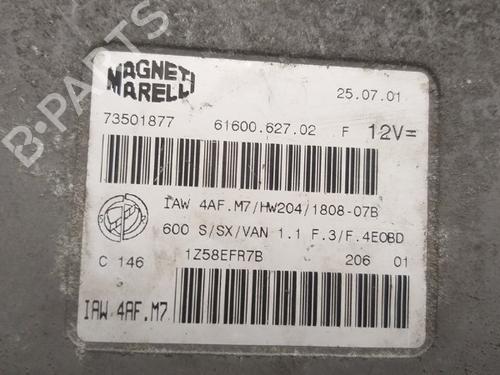 B-PARTS
MAGNETI
MARELLI
25.07.01
73501877 61600.627.02 F 12V=
IAW 4AF.M7/HW204/1808-07B
600 S/SX/VAN 1.1 F.3/F.4EOBD
C 146 1Z58EFR7B 206 01
IAW 4AF.M7